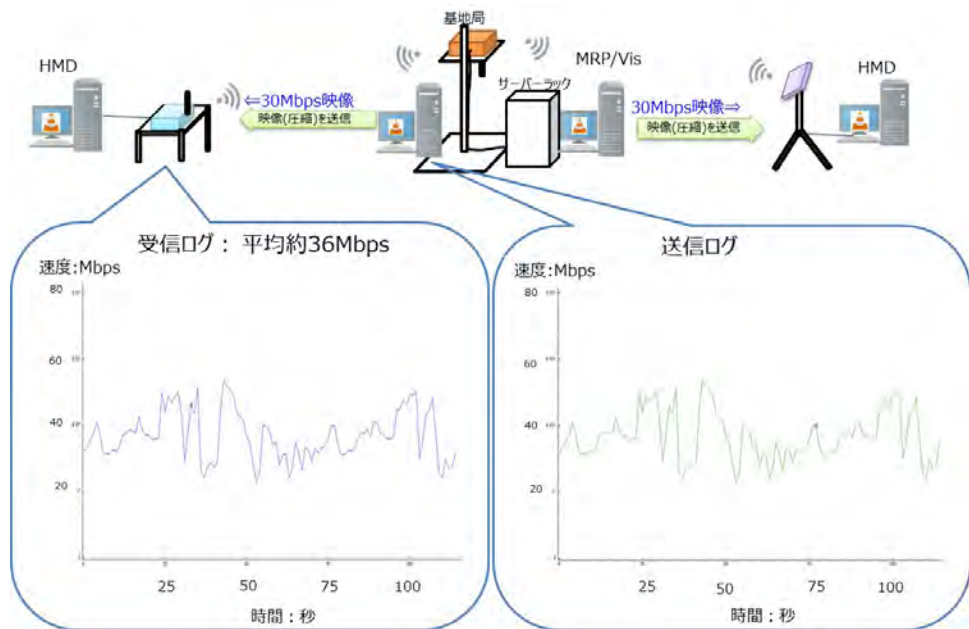 基地局
HMD
MRP/Vis
HMD
サーバーラック
⇐30Mbps映像
映像(圧縮)を送信
30Mbps映像⇒
映像(圧縮)を送信
受信ログ： 平均約36Mbps
速度:Mbps
80
60
40
20
25
50
75
100
時間：秒
送信ログ
速度:Mbps
80
60
40
20
25
50
75
100
時間：秒